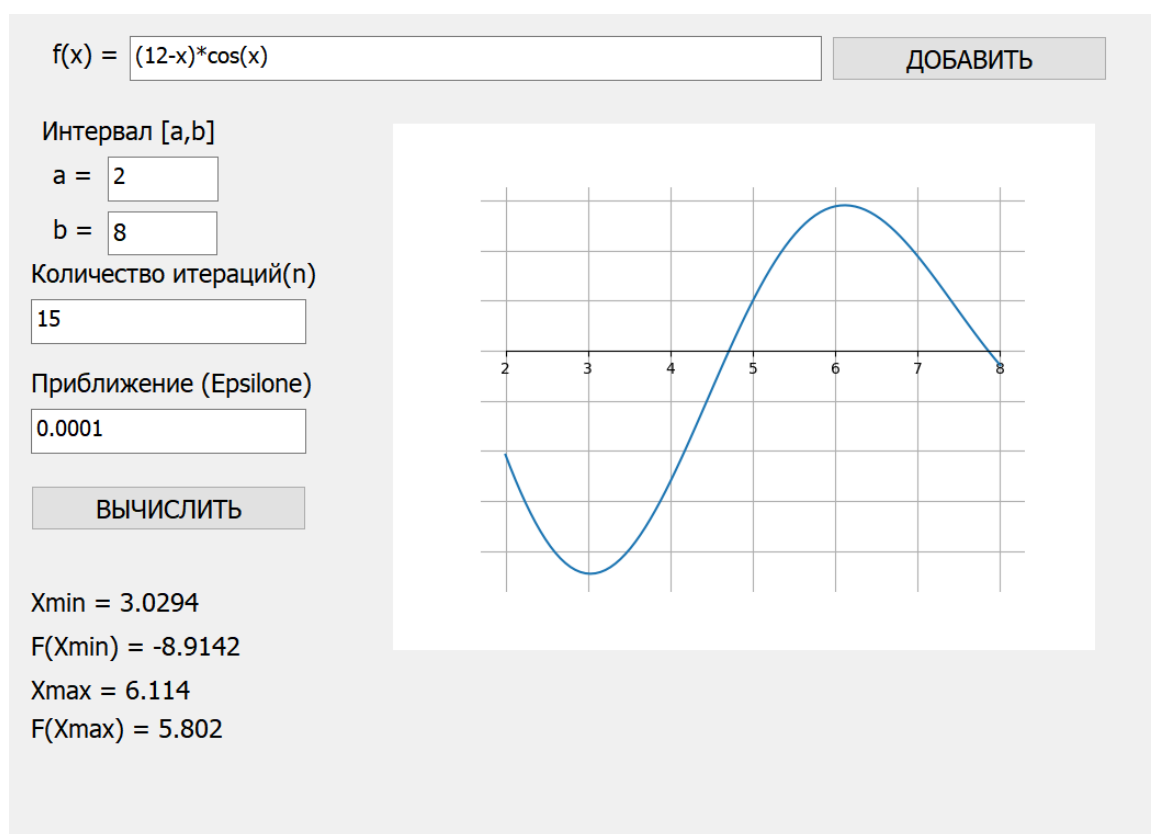 f(x) = (12-x)*cos(x) ДОБАВИТЬ
Интервал [a,b]
a = 2
b = 8
Количество итераций(n)
15
Приближение (Epsilone)
0.0001
ВЫЧИСЛИТЬ
2 3 4 5 6 7 8
Xmin = 3.0294
F(Xmin) = -8.9142
Xmax = 6.114
F(Xmax) = 5.802